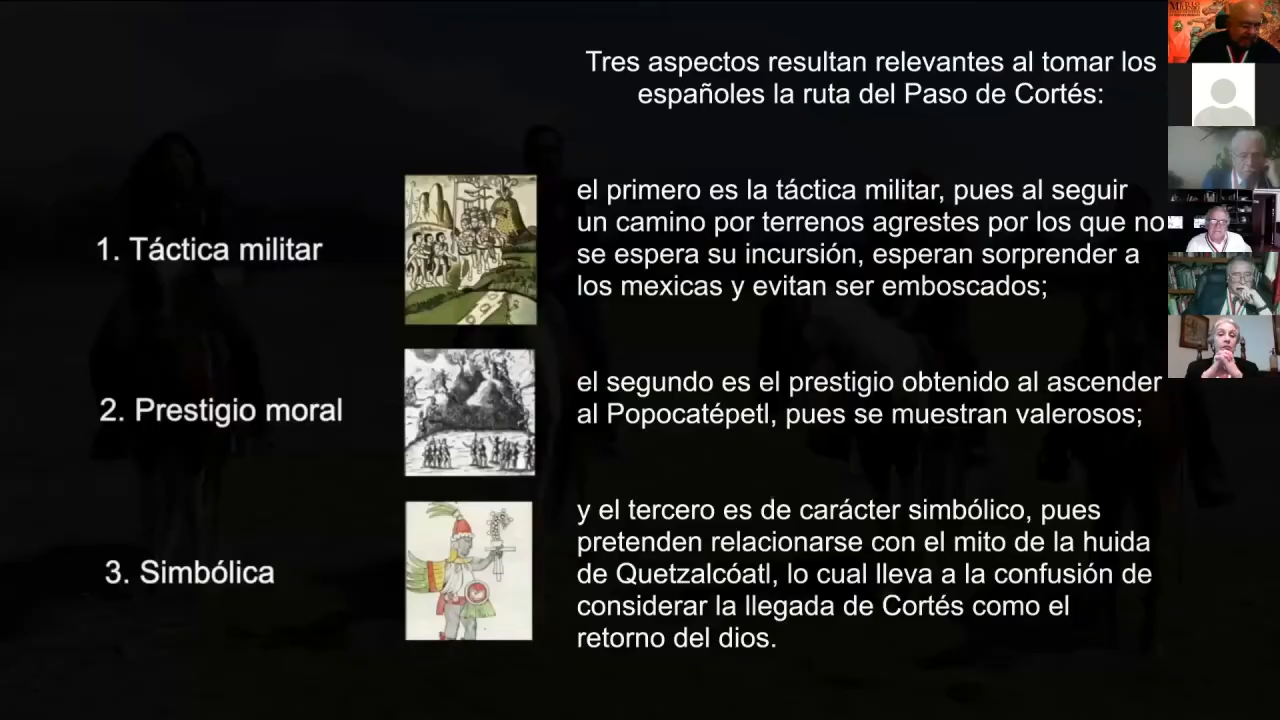 Tres aspectos resultan relevantes al tomar los
españoles la ruta del Paso de Cortés:
1. Táctica militar
el primero es la táctica militar, pues al seguir
un camino por terrenos agrestes por los que no
se espera su incursión, esperan sorprender a
los mexicas y evitan ser emboscados;
2. Prestigio moral
el segundo es el prestigio obtenido al ascender
al Popocatépetl, pues se muestran valerosos;
3. Simbólica
y el tercero es de carácter simbólico, pues
pretenden relacionarse con el mito de la huida
de Quetzalcóatl, lo cual lleva a la confusión de
considerar la llegada de Cortés como el
retorno del dios.